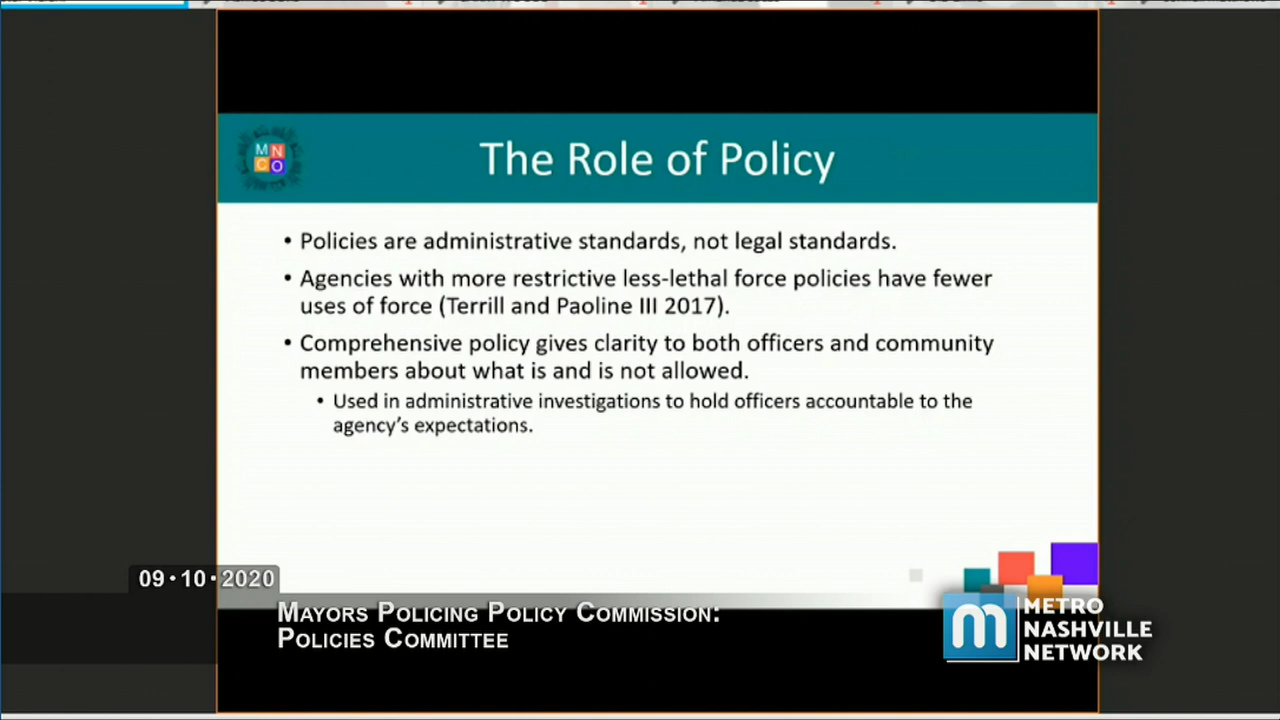 MN
CO
The Role of Policy
• Policies are administrative standards, not legal standards.
• Agencies with more restrictive less-lethal force policies have fewer
uses of force (Terrill and Paoline III 2017).
• Comprehensive policy gives clarity to both officers and community
members about what is and is not allowed.
• Used in administrative investigations to hold officers accountable to the
agency's expectations.
09•10•2020
MAYORS POLICING POLICY COMMISSION:
POLICIES COMMITTEE
m
METRO
NASHVILLE
NETWORK